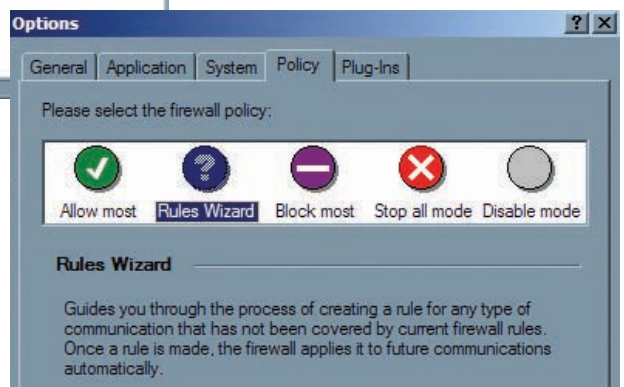 Options
General Application System Policy Plug-Ins
Please select the firewall policy:
Allow most Rules Wizard Block most Stop all mode Disable mode
Rules Wizard
Guides you through the process of creating a rule for any type of
communication that has not been covered by current firewall rules.
Once a rule is made, the firewall applies it to future communications
automatically.